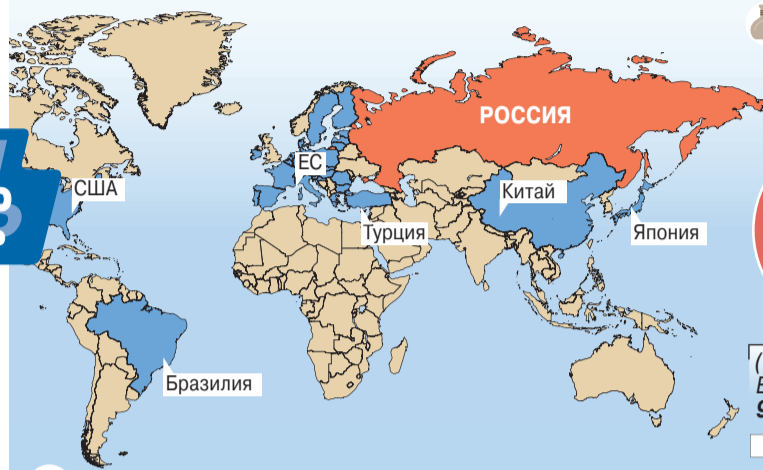 РОССИЯ
США
ЕС
Китай
Турция
Япония
Бразилия